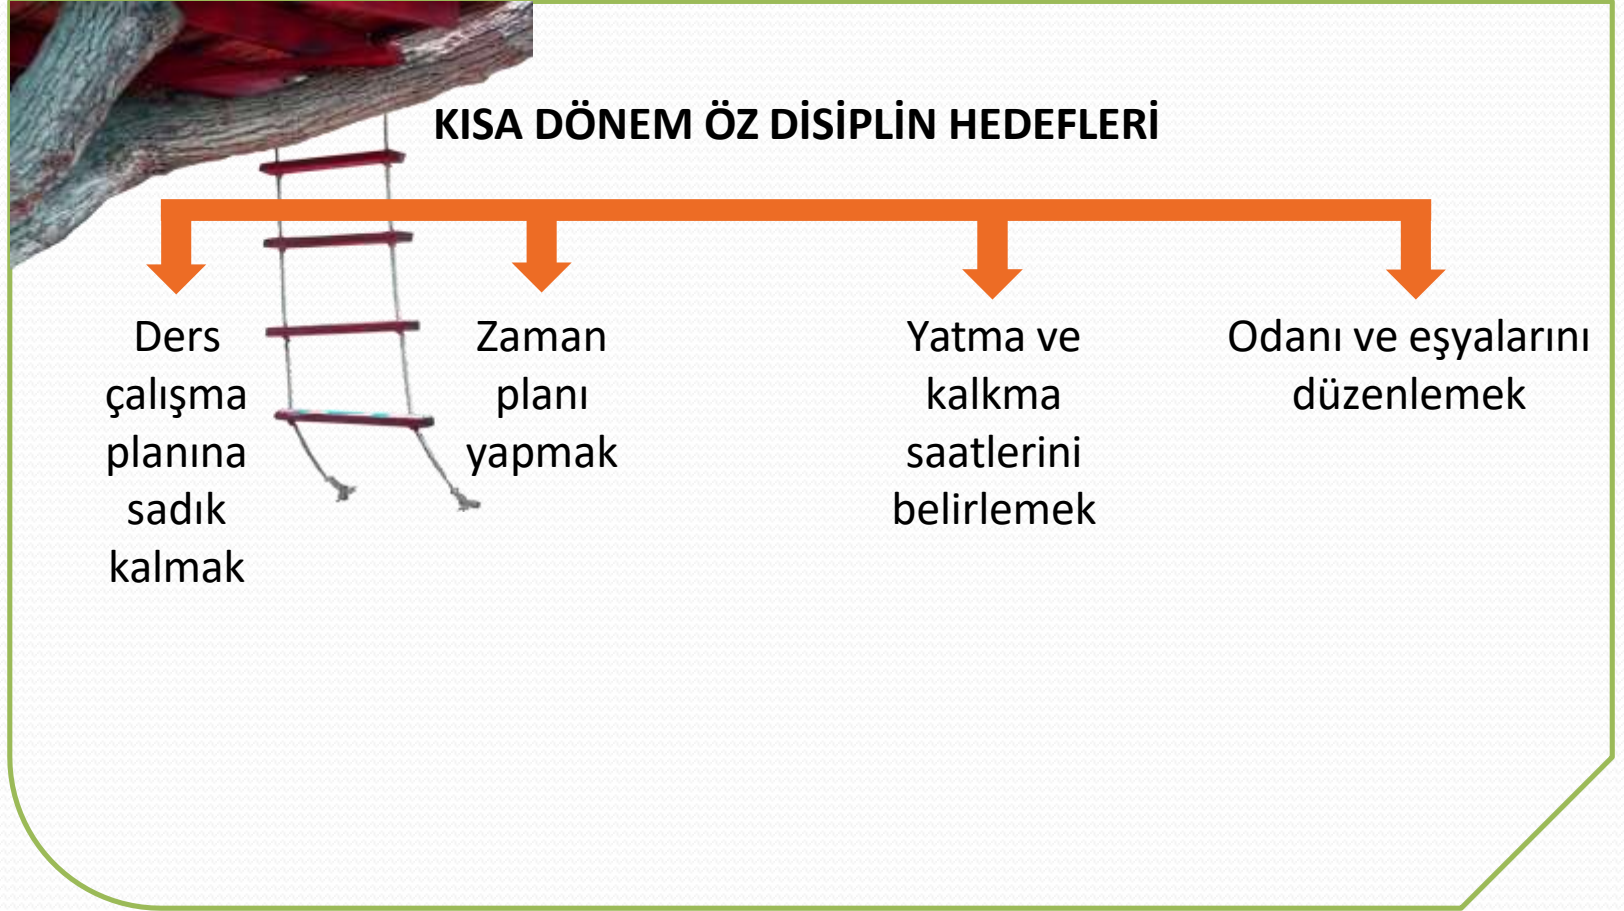 KISA DÖNEM ÖZ DİSİPLİN HEDEFLERİ
Ders
çalışma
planına
sadık
kalmak
Zaman
planı
yapmak
Yatma ve
kalkma
saatlerini
belirlemek
Odanı ve eşyalarını
düzenlemek